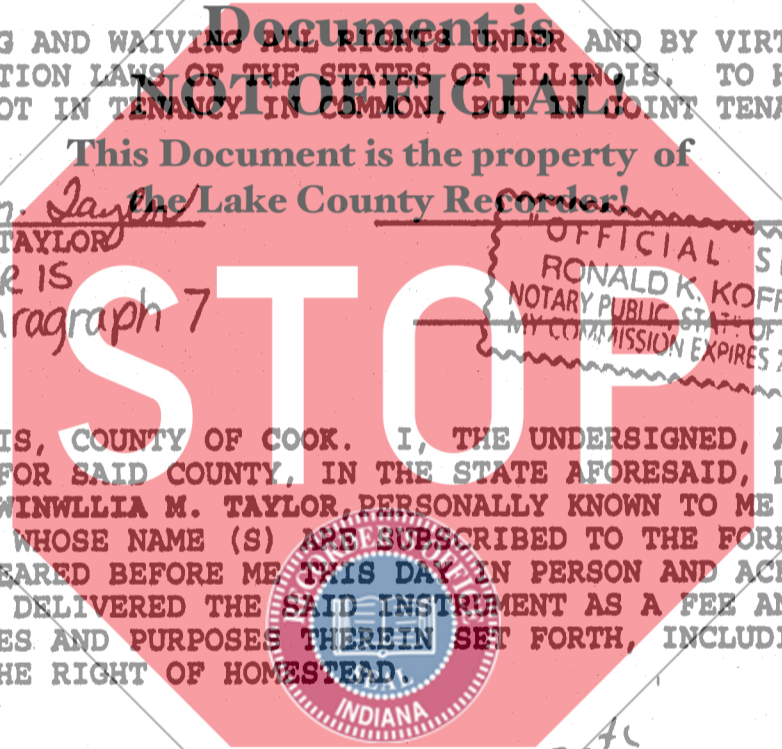 Document is
G AND WAIVING ALL RIGHTS UNDER AND BY VIRT
TION LAWS OF THE STATES OF ILLINOIS. TO H
NOT OFFICIAL!
OT IN TENANCY IN COMMON, BUT IN JOINT TENA
This Document is the property of
the Lake County Recorder!
m. Taylor
TAYLOR
R IS
ragraph 7
OFFICIAL S
RONALD K. KOFF
NOTARY PUBLIC, STATE OF
MY COMMISSION EXPIRES
STOP
IS, COUNTY OF COOK. I, THE UNDERSIGNED, A
FOR SAID COUNTY, IN THE STATE AFORESAID, D
WINWLLIA M. TAYLOR, PERSONALLY KNOWN TO ME
WHOSE NAME (S) ARE SUBSCRIBED TO THE FORE
EARED BEFORE ME THIS DAY IN PERSON AND ACK
DELIVERED THE SAID INSTRUMENT AS A FEE AN
ES AND PURPOSES THEREIN SET FORTH, INCLUDI
HE RIGHT OF HOMESTEAD.
SEAL
INDIANA